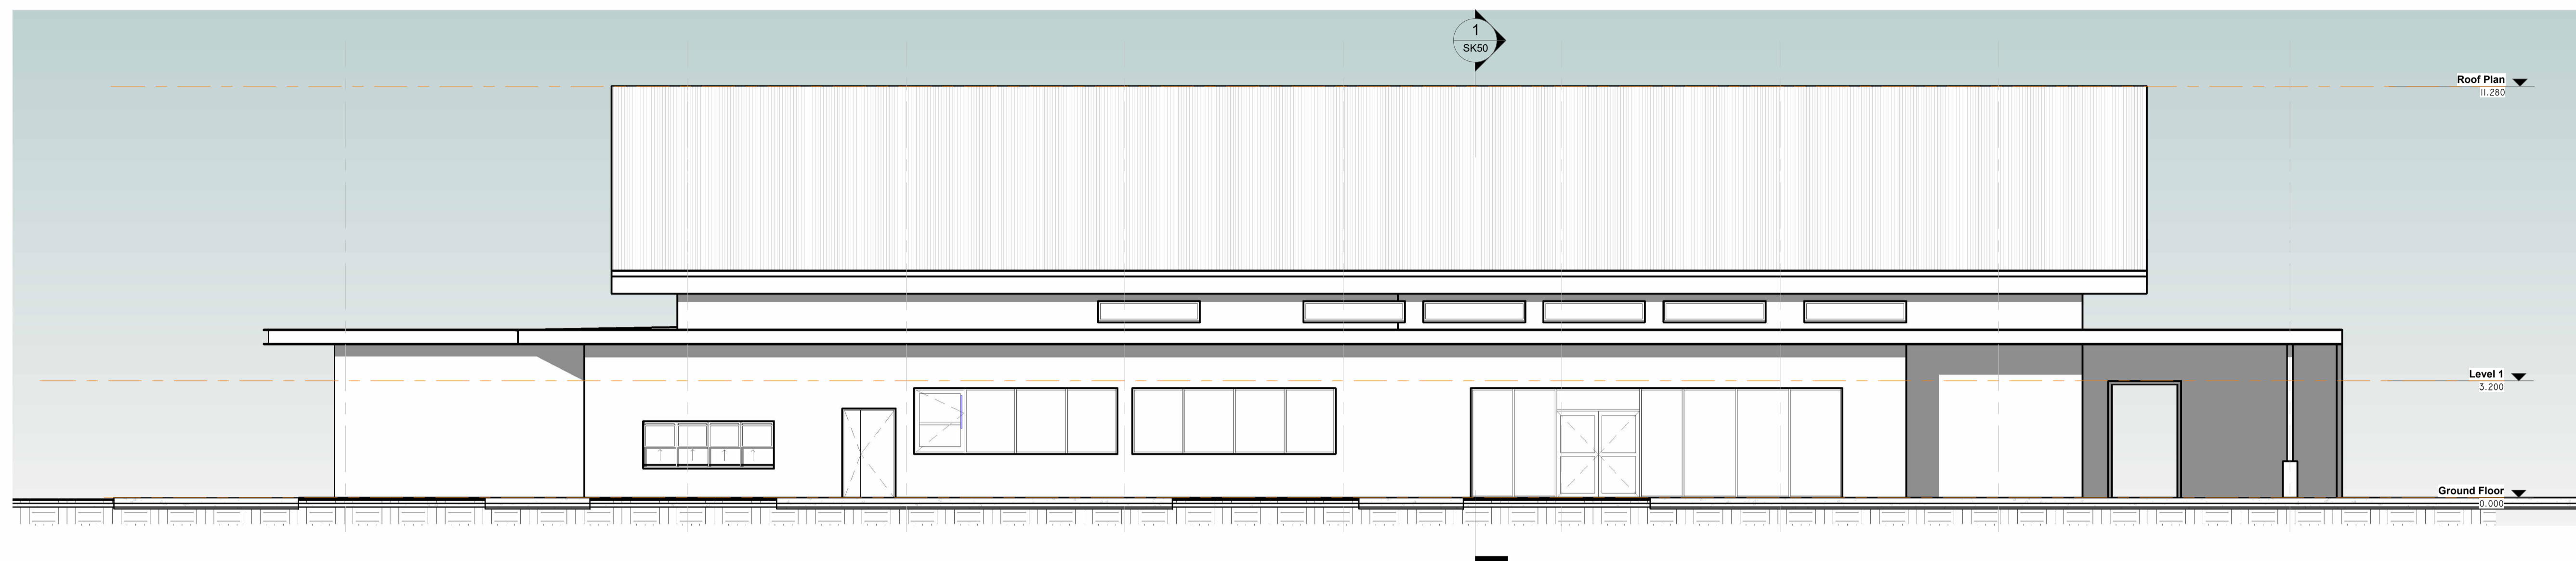 1
SK50
Roof Plan
11.280
Level 1
3.200
Ground Floor
0.000